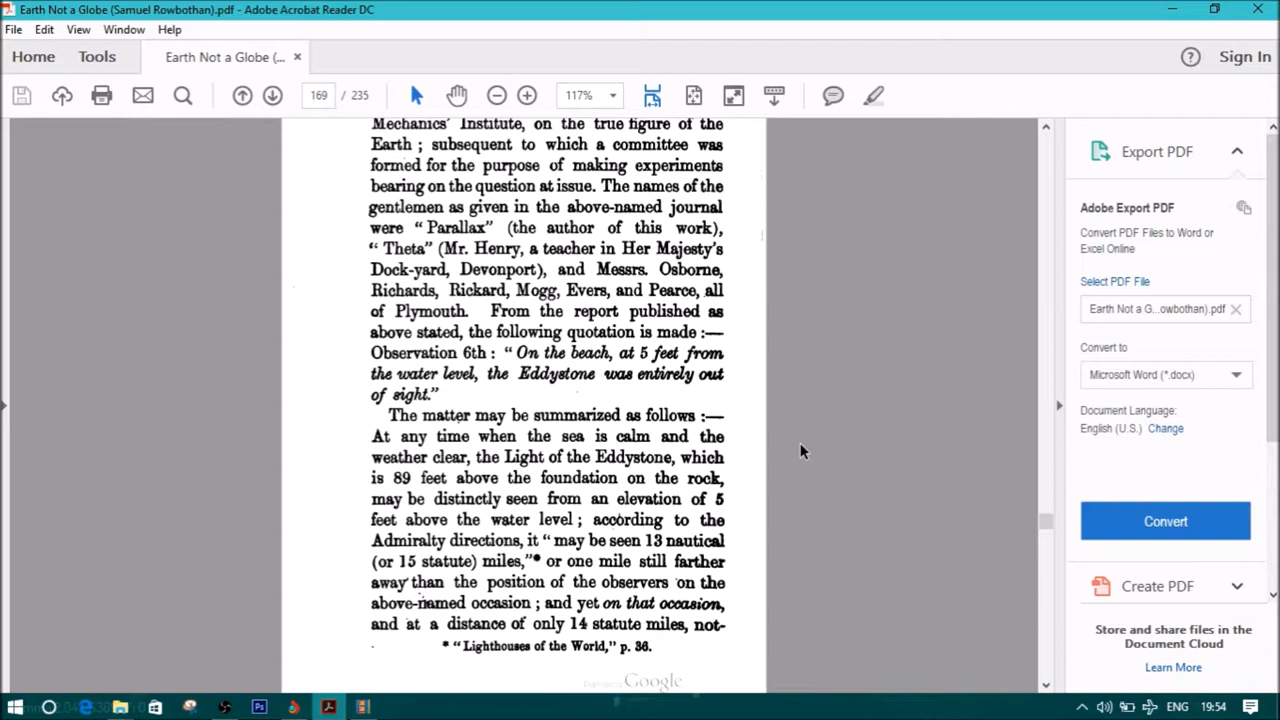 Earth Not a Globe (Samuel Rowbothan).pdf - Adobe Acrobat Reader DC
File Edit View Window Help
Home Tools Earth Not a Globe (... × Sign In
169 / 235 117%
Mechanics' Institute, on the true figure of the
Earth ; subsequent to which a committee was
formed for the purpose of making experiments
bearing on the question at issue. The names of the
gentlemen as given in the above-named journal
were "Parallax" (the author of this work),
"Theta" (Mr. Henry, a teacher in Her Majesty's
Dock-yard, Devonport), and Messrs. Osborne,
Richards, Rickard, Mogg, Evers, and Pearce, all
of Plymouth. From the report published as
above stated, the following quotation is made :—
Observation 6th : "On the beach, at 5 feet from
the water level, the Eddystone was entirely out
of sight."
The matter may be summarized as follows :—
At any time when the sea is calm and the
weather clear, the Light of the Eddystone, which
is 89 feet above the foundation on the rock,
may be distinctly seen from an elevation of 5
feet above the water level ; according to the
Admiralty directions, it "may be seen 13 nautical
(or 15 statute) miles,"* or one mile still farther
away than the position of the observers on the
above-named occasion ; and yet on that occasion,
and at a distance of only 14 statute miles, not-
* "Lighthouses of the World," p. 36.
Google
Export PDF
Adobe Export PDF
Convert PDF Files to Word or
Excel Online
Select PDF File
Earth Not a G...owbothan).pdf
Convert to
Microsoft Word (*.docx)
Document Language:
English (U.S.) Change
Convert
Create PDF
Store and share files in the
Document Cloud
Learn More
ENG 19:54